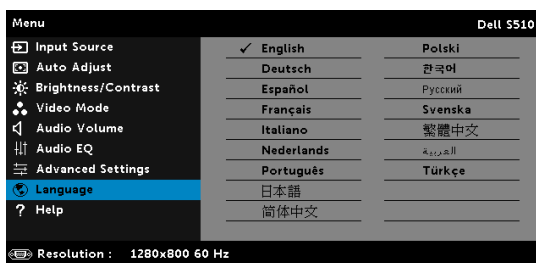 Menu
Dell S510
Input Source
Auto Adjust
Brightness/Contrast
Video Mode
Audio Volume
Audio EQ
Advanced Settings
Language
? Help
✓ English
Deutsch
Español
Français
Italiano
Nederlands
Português
日本語
简体中文
Polski
한국어
Русский
Svenska
繁體中文
العربية
Türkçe
Resolution : 1280x800 60 Hz